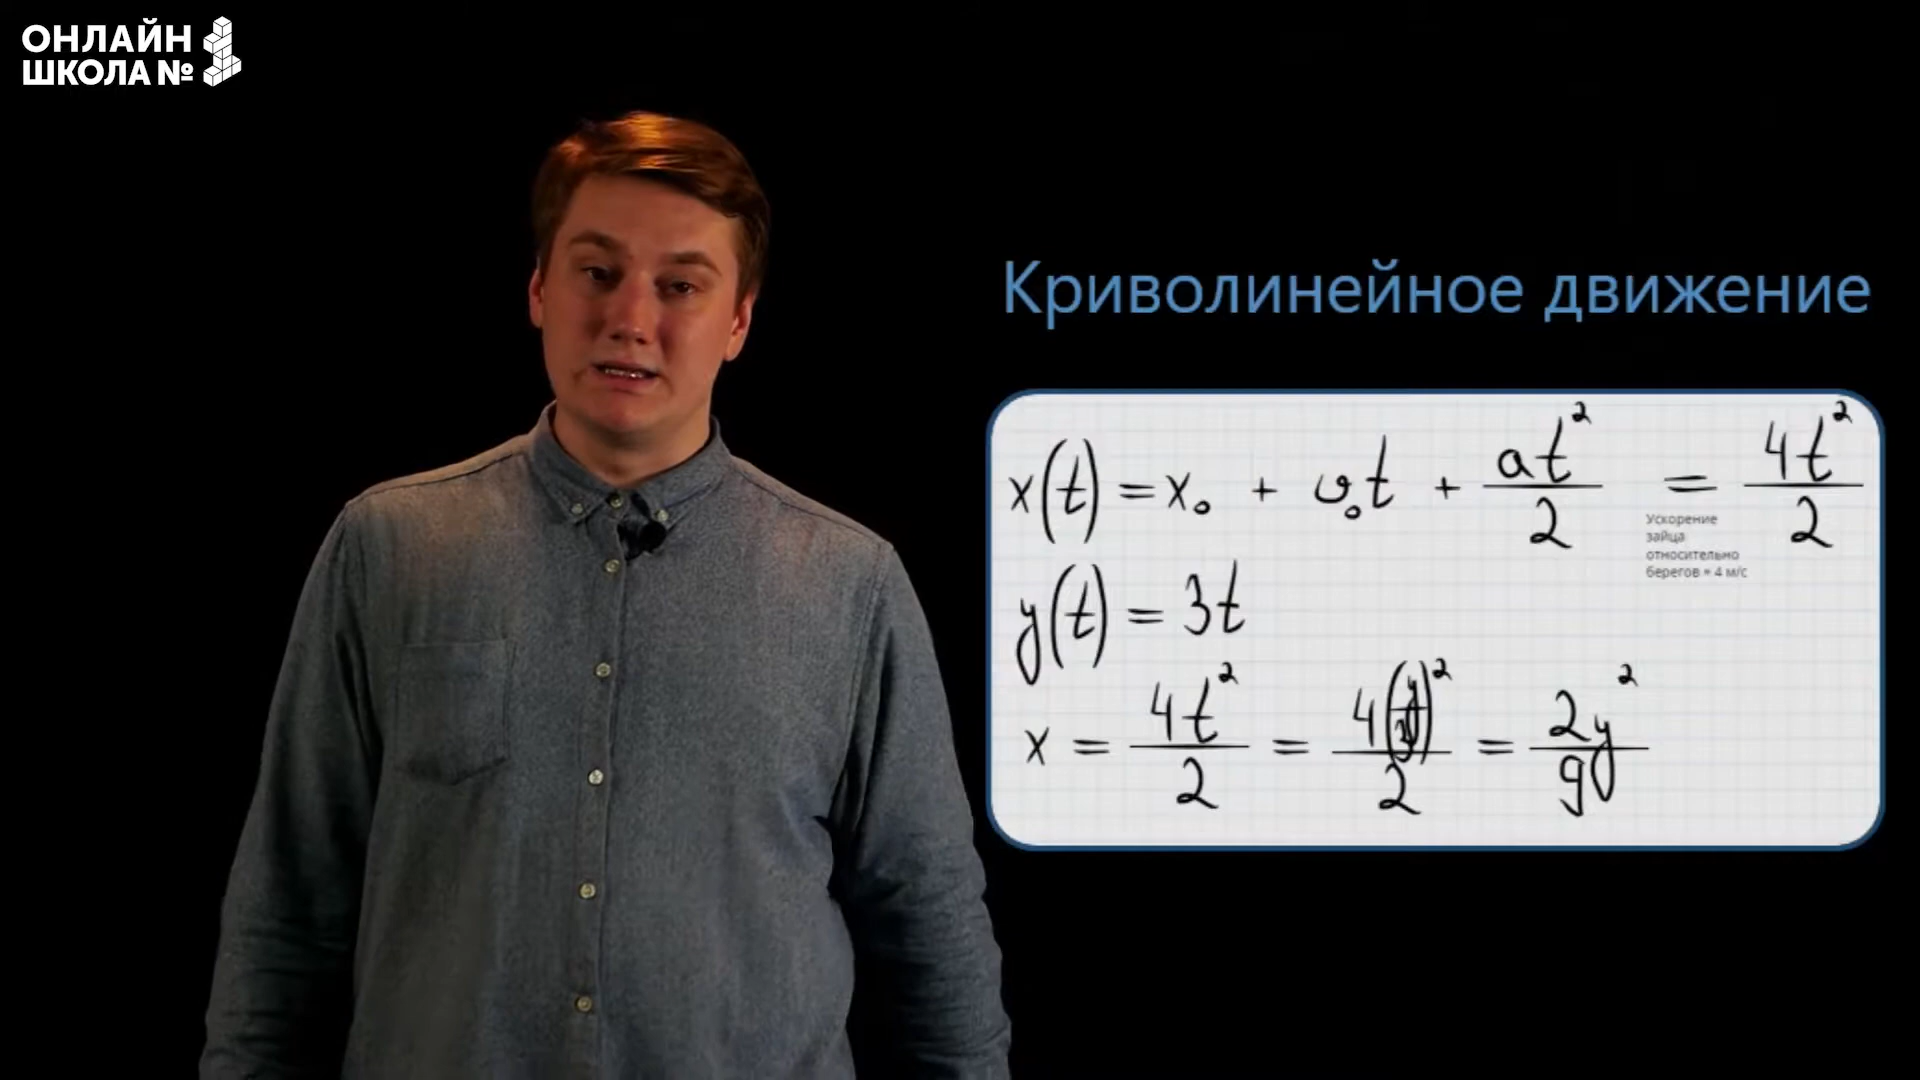 ОНЛАЙН
ШКОЛА №
Криволинейное движение
x(t) = x₀ + v₀t + at²/2 = 4t²/2
Ускорение
зайца
относительно
берегов = 4 м/с
y(t) = 3t
x = 4t²/2 = 4(y/3)²/2 = 2y²/9